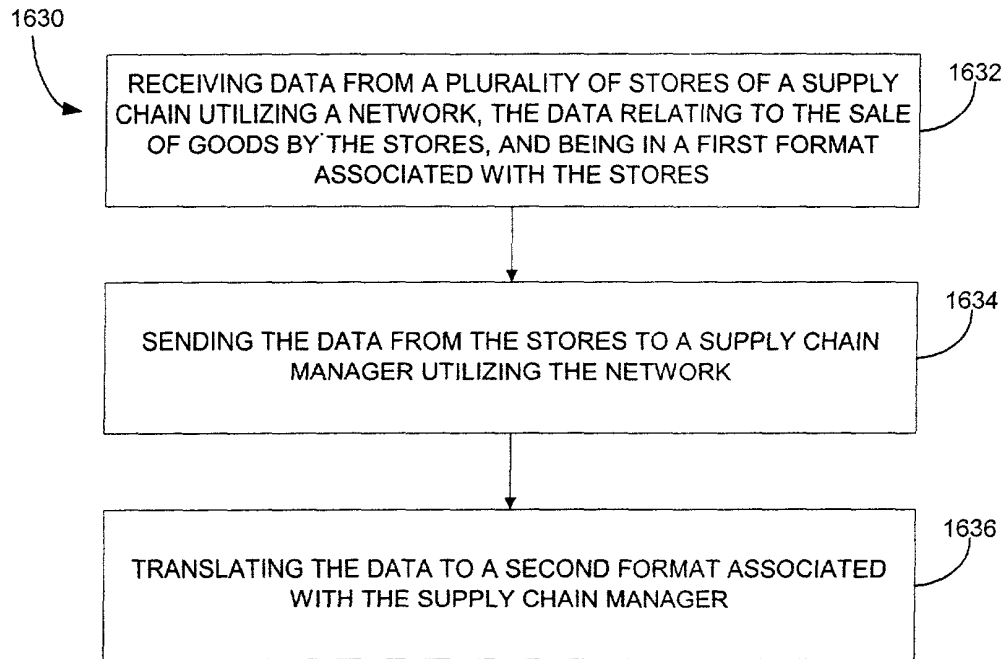 1630
RECEIVING DATA FROM A PLURALITY OF STORES OF A SUPPLY
CHAIN UTILIZING A NETWORK, THE DATA RELATING TO THE SALE
OF GOODS BY THE STORES, AND BEING IN A FIRST FORMAT
ASSOCIATED WITH THE STORES
1632
SENDING THE DATA FROM THE STORES TO A SUPPLY CHAIN
MANAGER UTILIZING THE NETWORK
1634
TRANSLATING THE DATA TO A SECOND FORMAT ASSOCIATED
WITH THE SUPPLY CHAIN MANAGER
1636